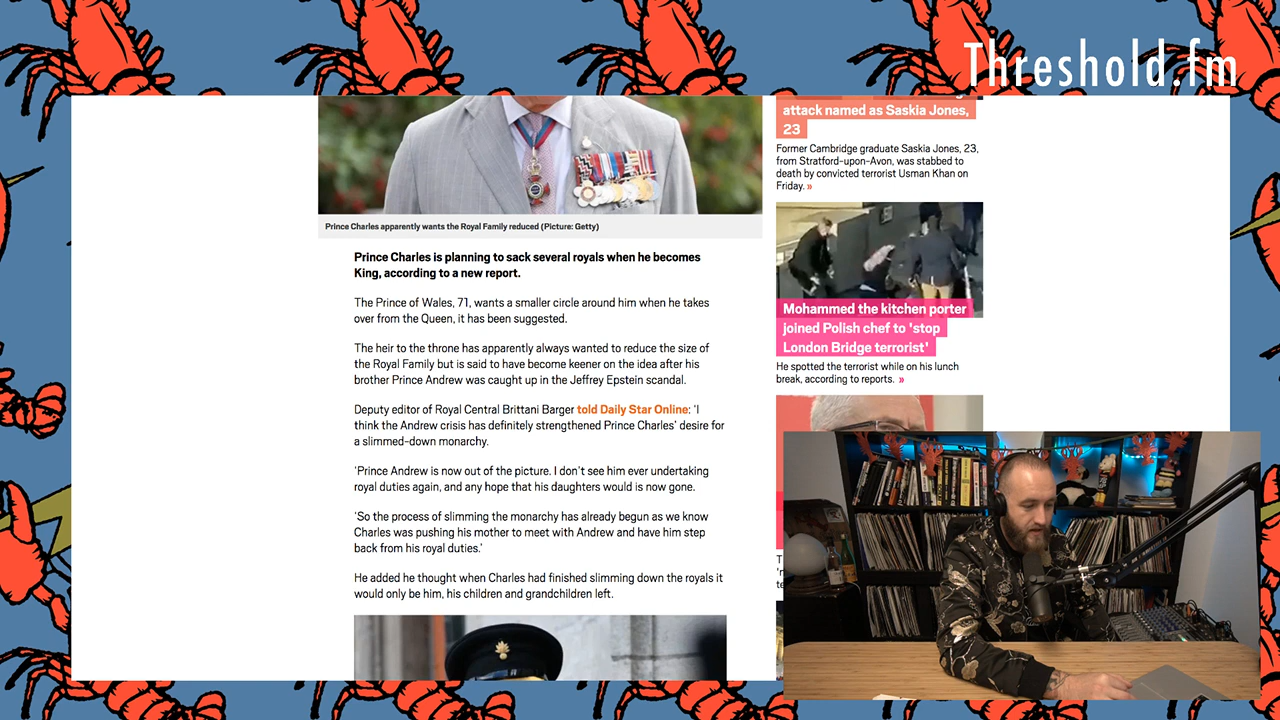 Threshold.fm
Prince Charles apparently wants the Royal Family reduced (Picture: Getty)
Prince Charles is planning to sack several royals when he becomes
King, according to a new report.
The Prince of Wales, 71, wants a smaller circle around him when he takes
over from the Queen, it has been suggested.
The heir to the throne has apparently always wanted to reduce the size of
the Royal Family but is said to have become keener on the idea after his
brother Prince Andrew was caught up in the Jeffrey Epstein scandal.
Deputy editor of Royal Central Brittani Barger told Daily Star Online: ‘I
think the Andrew crisis has definitely strengthened Prince Charles’ desire for
a slimmed-down monarchy.
‘Prince Andrew is now out of the picture. I don’t see him ever undertaking
royal duties again, and any hope that his daughters would is now gone.
‘So the process of slimming the monarchy has already begun as we know
Charles was pushing his mother to meet with Andrew and have him step
back from his royal duties.’
He added he thought when Charles had finished slimming down the royals it
would only be him, his children and grandchildren left.
attack named as Saskia Jones,
23
Former Cambridge graduate Saskia Jones, 23,
from Stratford-upon-Avon, was stabbed to
death by convicted terrorist Usman Khan on
Friday. »
Mohammed the kitchen porter
joined Polish chef to 'stop
London Bridge terrorist'
He spotted the terrorist while on his lunch
break, according to reports. »